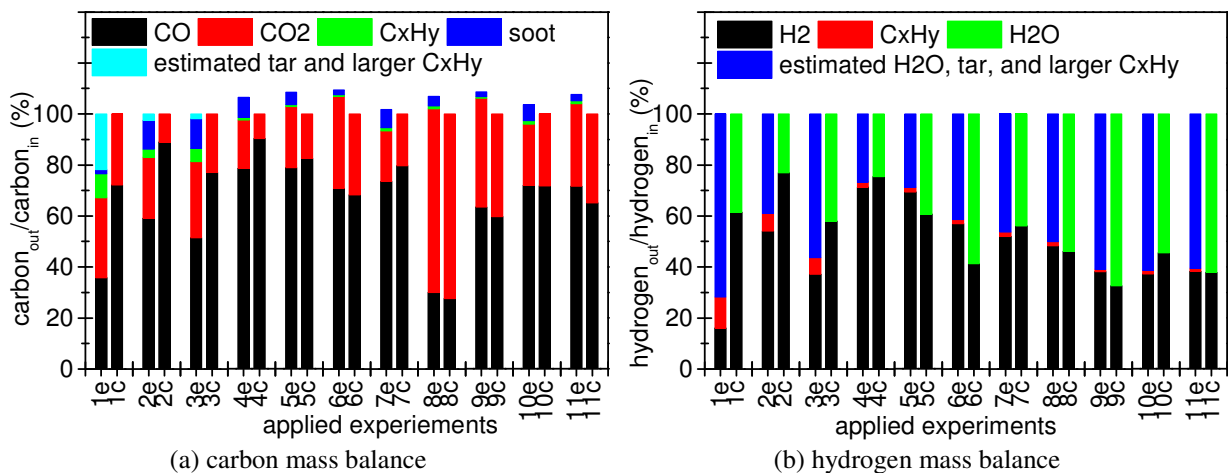 CO CO2 CxHy soot
estimated tar and larger CxHy
carbon_out/carbon_in (%)
100
80
60
40
20
0
1e 1c 2e 2c 3e 3c 4e 4c 5e 5c 6e 6c 7e 7c 8e 8c 9e 9c 10e 10c 11e 11c
applied experiements
(a) carbon mass balance
H2 CxHy H2O
estimated H2O, tar, and larger CxHy
hydrogen_out/hydrogen_in (%)
100
80
60
40
20
0
1e 1c 2e 2c 3e 3c 4e 4c 5e 5c 6e 6c 7e 7c 8e 8c 9e 9c 10e 10c 11e 11c
applied experiments
(b) hydrogen mass balance